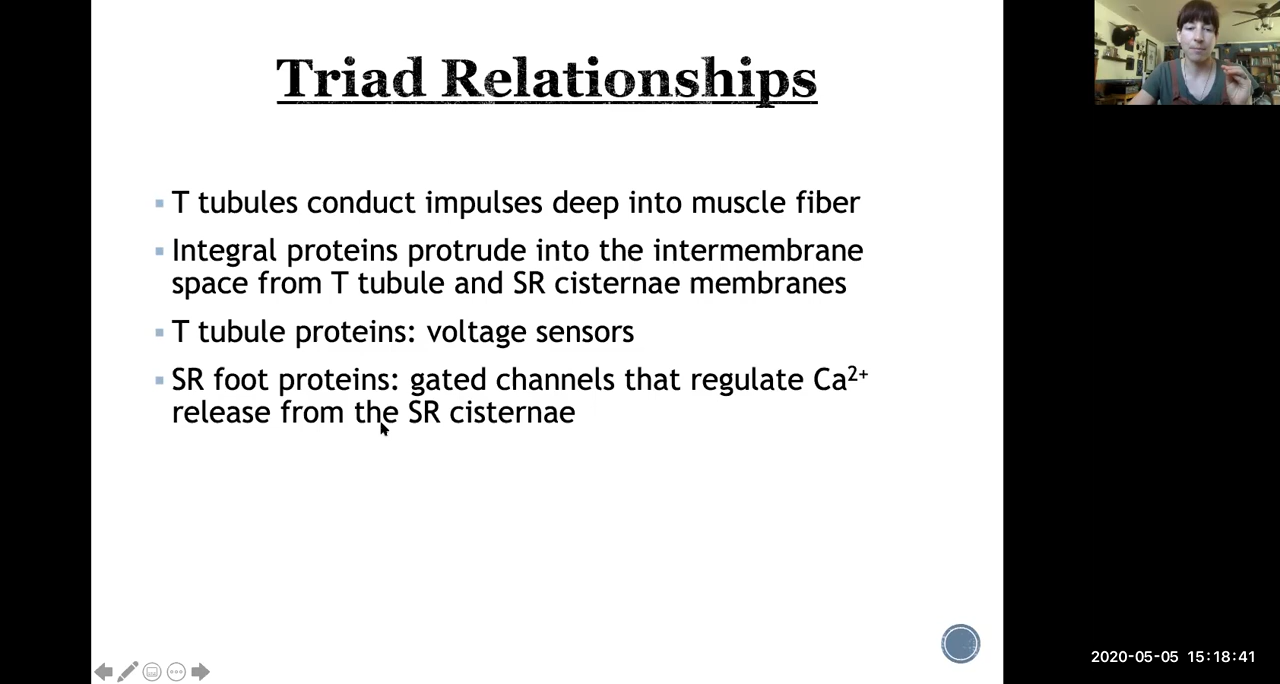 Triad Relationships
T tubules conduct impulses deep into muscle fiber
Integral proteins protrude into the intermembrane
space from T tubule and SR cisternae membranes
T tubule proteins: voltage sensors
SR foot proteins: gated channels that regulate Ca²⁺
release from the SR cisternae
2020-05-05 15:18:41